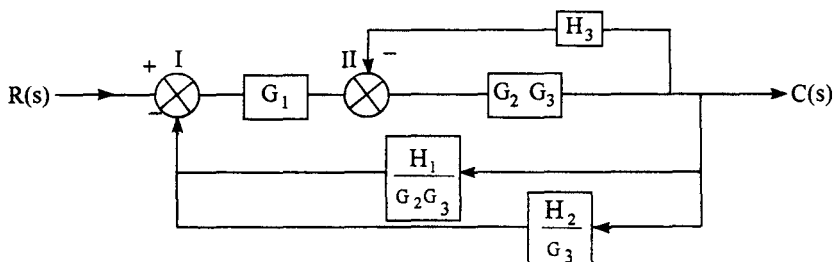 H₃
+ I
II −
R(s) G₁ G₂ G₃ C(s)
−
H₁
G₂G₃
H₂
G₃